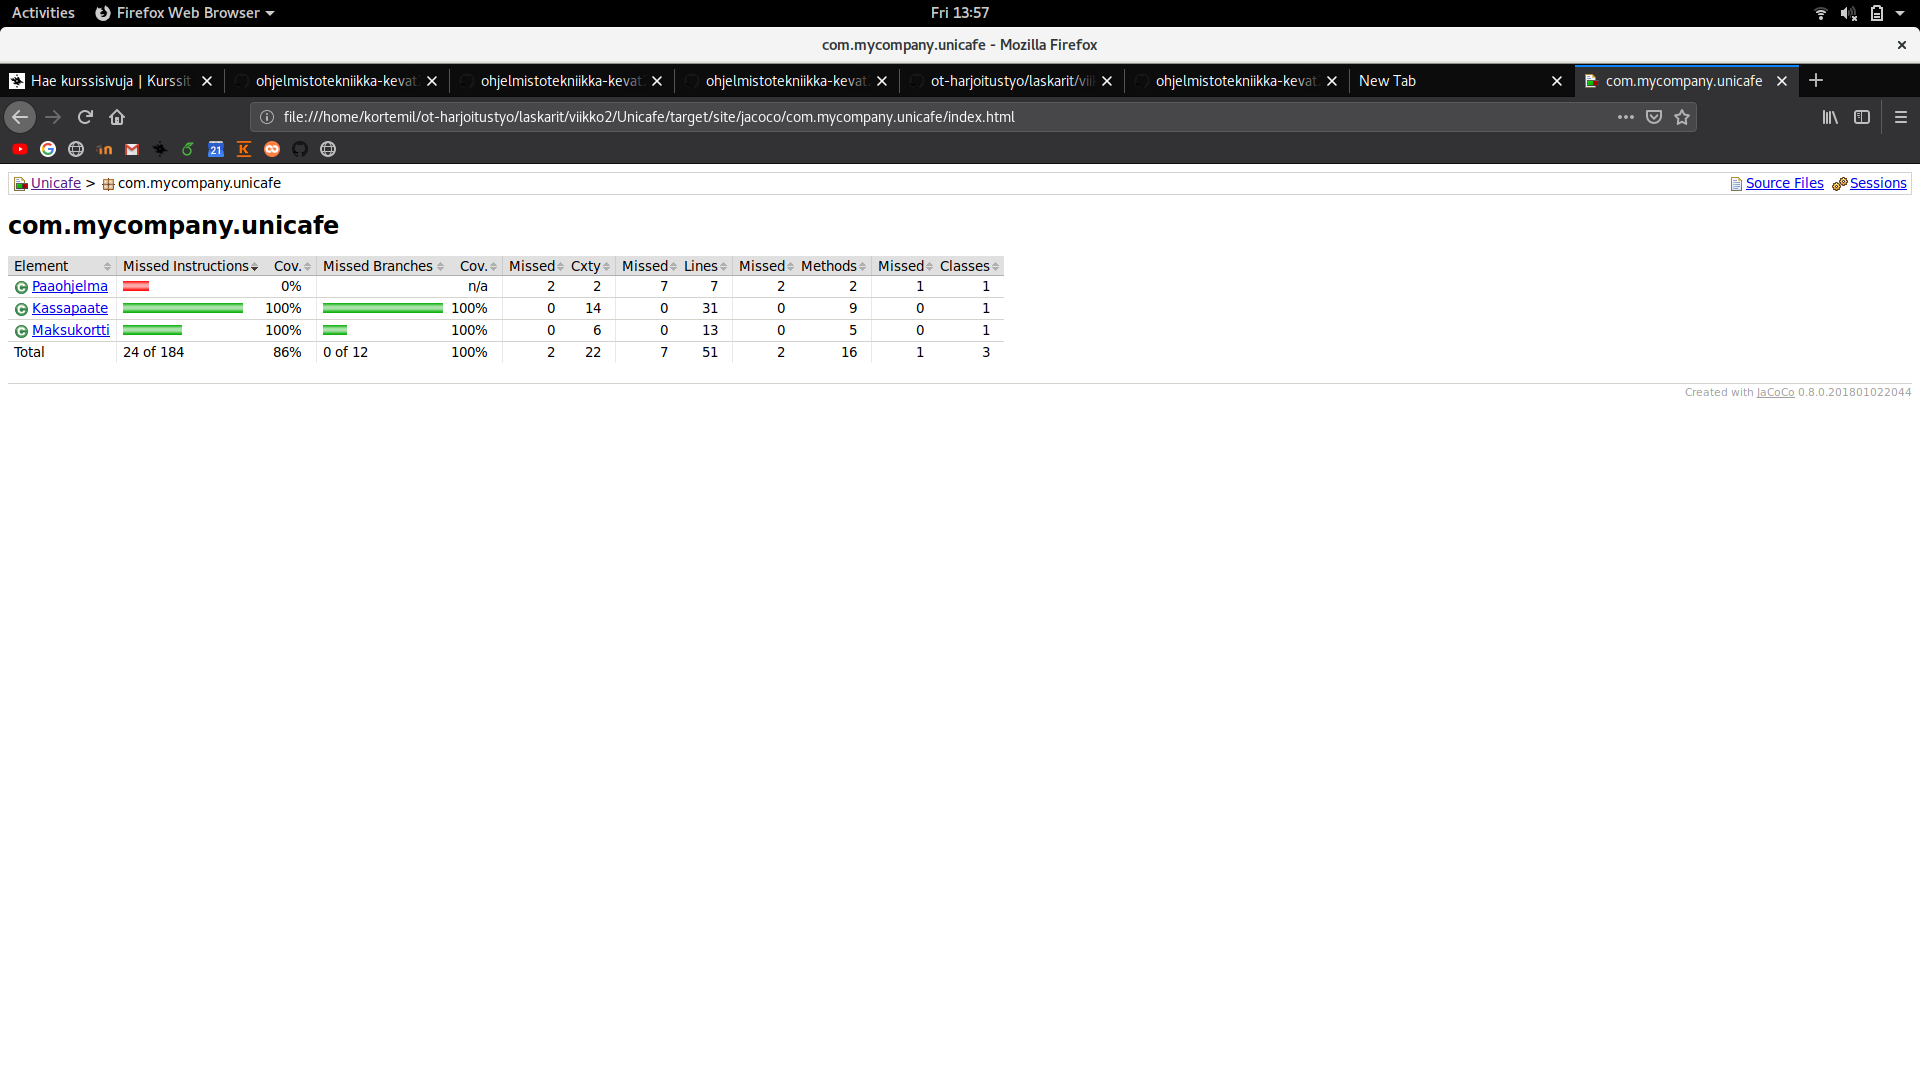 Activities Firefox Web Browser Fri 13:57
com.mycompany.unicafe - Mozilla Firefox
Hae kurssisivuja | Kurssit ohjelmistotekniikka-kevat ohjelmistotekniikka-kevat ohjelmistotekniikka-kevat ot-harjoitustyo/laskarit/vii ohjelmistotekniikka-kevat New Tab com.mycompany.unicafe
file:///home/kortemil/ot-harjoitustyo/laskarit/viikko2/Unicafe/target/site/jacoco/com.mycompany.unicafe/index.html
21
Unicafe > com.mycompany.unicafe Source Files Sessions
com.mycompany.unicafe
Element Missed Instructions Cov. Missed Branches Cov. Missed Cxty Missed Lines Missed Methods Missed Classes
Paaohjelma 0% n/a 2 2 7 7 2 2 1 1
Kassapaate 100% 100% 0 14 0 31 0 9 0 1
Maksukortti 100% 100% 0 6 0 13 0 5 0 1
Total 24 of 184 86% 0 of 12 100% 2 22 7 51 2 16 1 3
Created with JaCoCo 0.8.0.201801022044